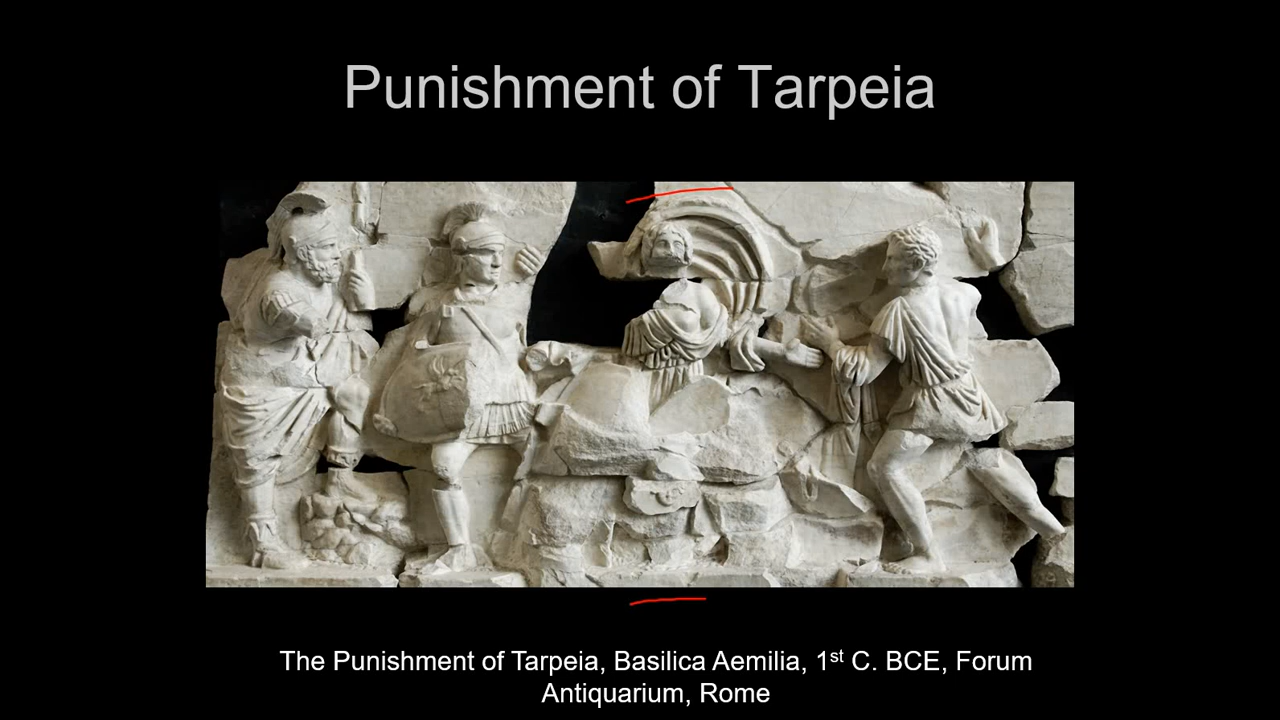 Punishment of Tarpeia
The Punishment of Tarpeia, Basilica Aemilia, 1st C. BCE, Forum
Antiquarium, Rome